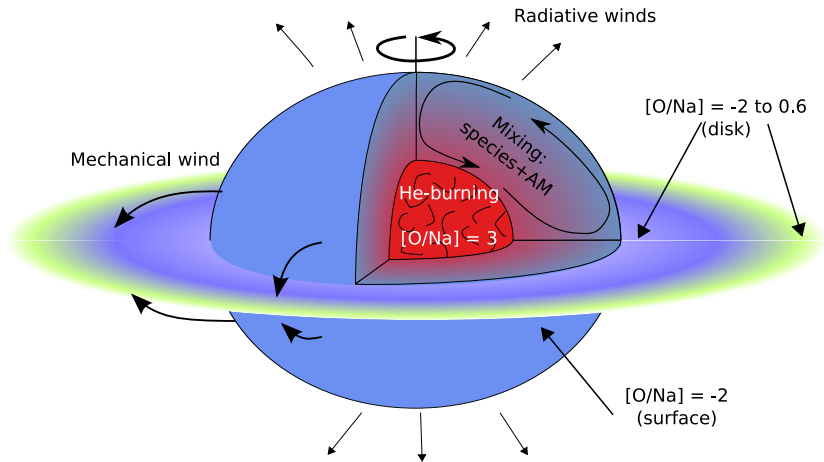 Radiative winds
[O/Na] = -2 to 0.6
(disk)
Mechanical wind
Mixing:
species+AM
He-burning
[O/Na] = 3
[O/Na] = -2
(surface)